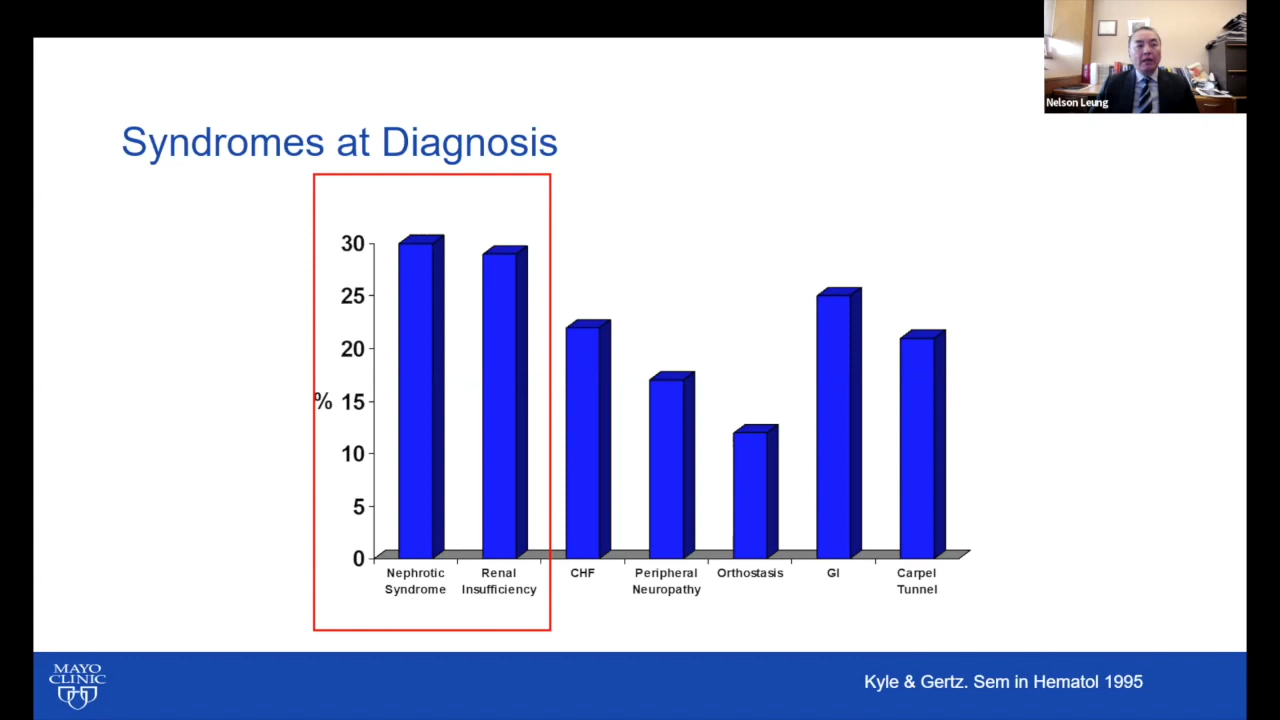 Nelson Leung
Syndromes at Diagnosis
30
25
20
% 15
10
5
0
Nephrotic Syndrome
Renal Insufficiency
CHF
Peripheral Neuropathy
Orthostasis
GI
Carpel Tunnel
MAYO
CLINIC
Kyle & Gertz. Sem in Hematol 1995